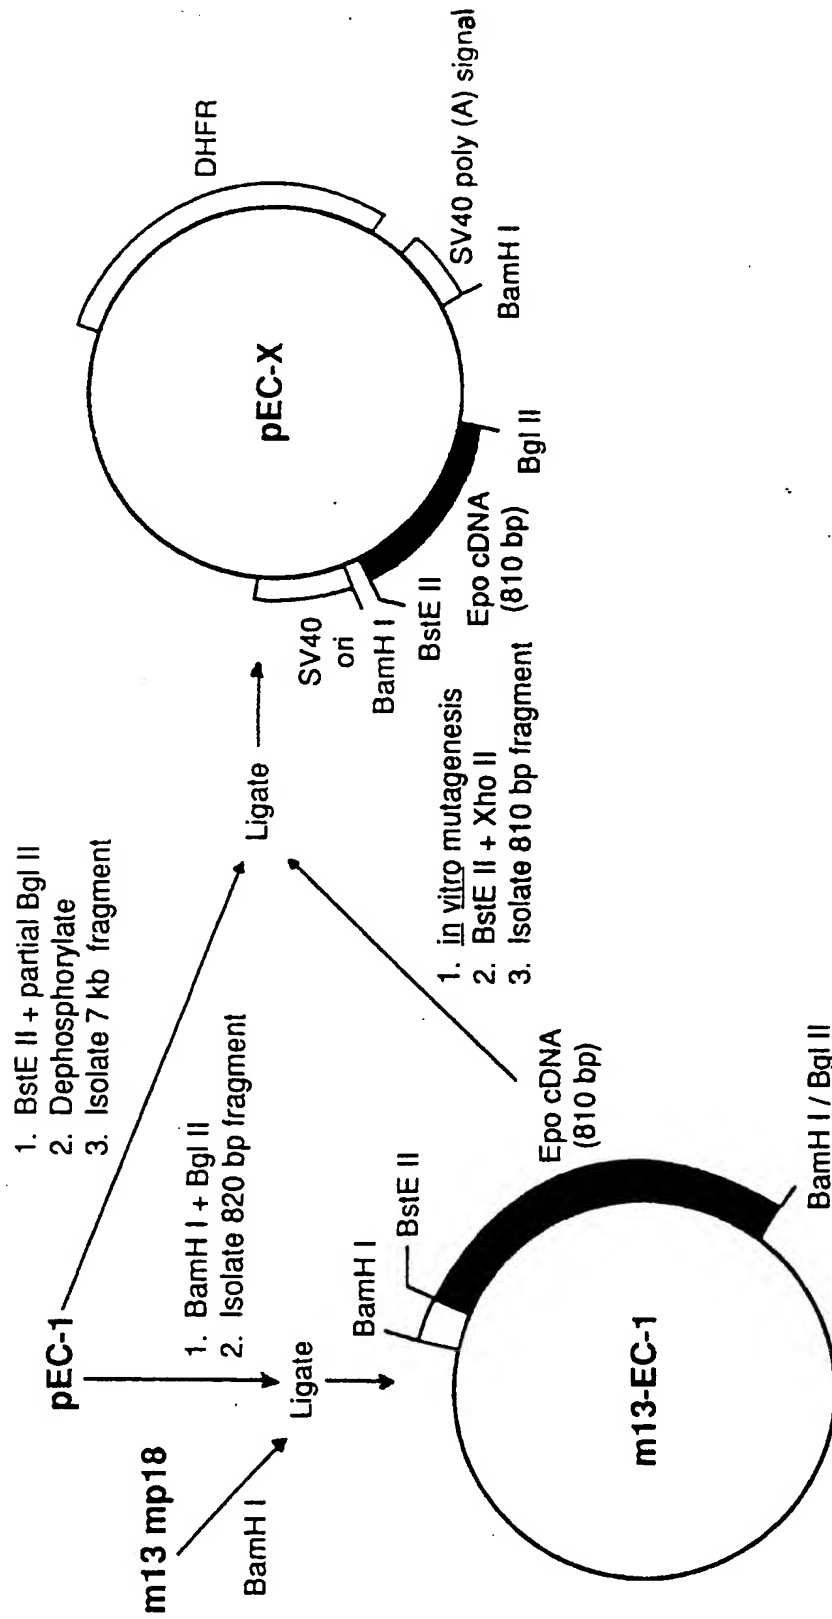 m13 mp18
BamH I
pEC-1
1. BstE II + partial Bgl II
2. Dephosphorylate
3. Isolate 7 kb fragment
1. BamH I + Bgl II
2. Isolate 820 bp fragment
Ligate
Ligate
BamH I
BstE II
Epo cDNA
(810 bp)
BamH I / Bgl II
m13-EC-1
1. in vitro mutagenesis
2. BstE II + Xho II
3. Isolate 810 bp fragment
SV40
ori
BamH I
BstE II
Epo cDNA
(810 bp)
Bgl II
BamH I
SV40 poly (A) signal
DHFR
pEC-X